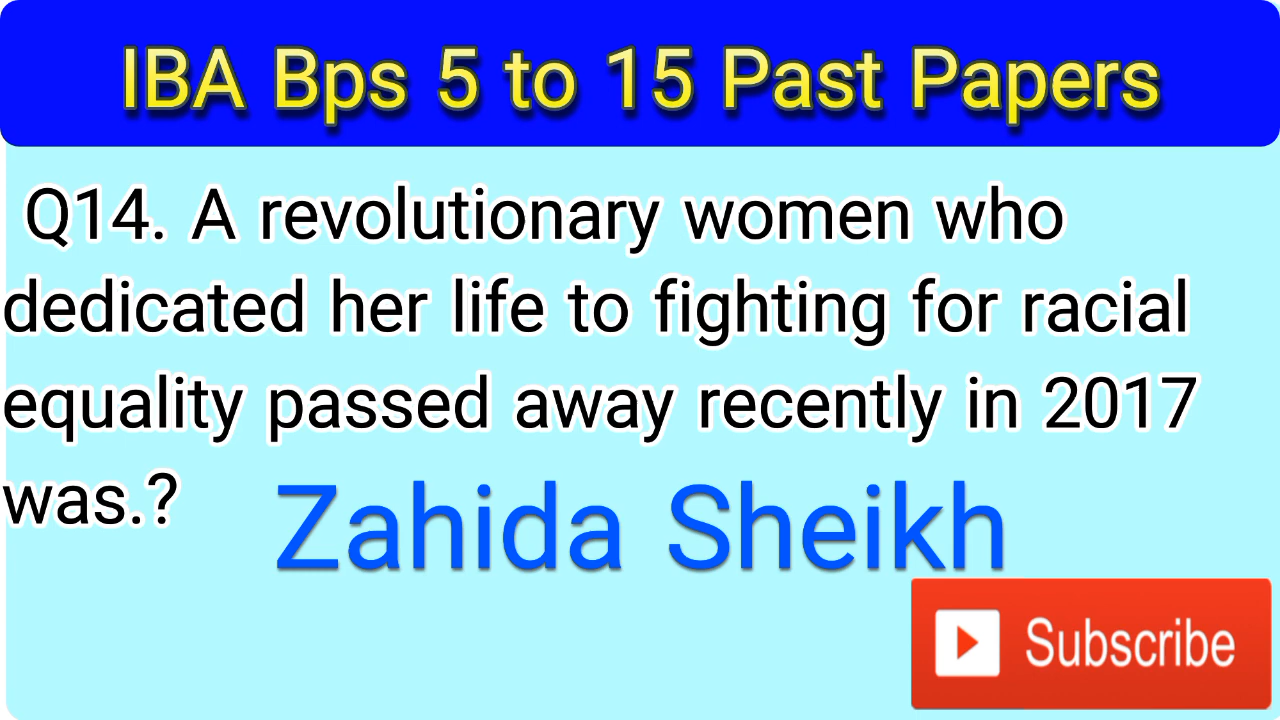 IBA Bps 5 to 15 Past Papers
Q14. A revolutionary women who
dedicated her life to fighting for racial
equality passed away recently in 2017
was.?
Zahida Sheikh
Subscribe